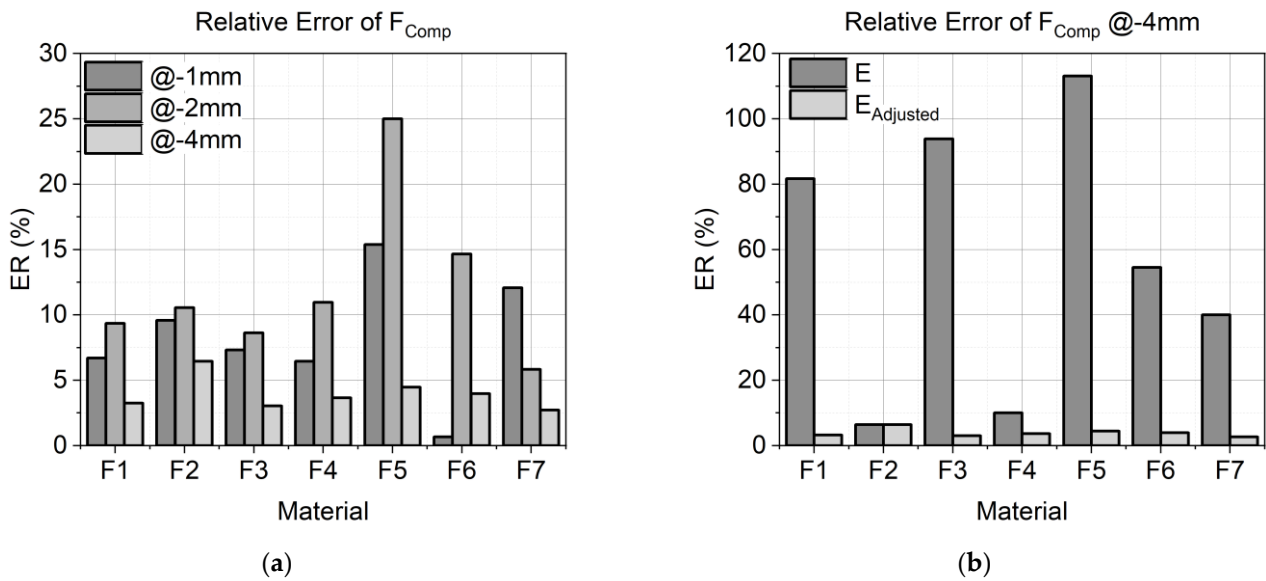 Relative Error of F_Comp
30
25
20
15
10
5
0
ER (%)
@-1mm
@-2mm
@-4mm
F1 F2 F3 F4 F5 F6 F7
Material
(a)
Relative Error of F_Comp @-4mm
120
100
80
60
40
20
0
ER (%)
E
E_Adjusted
F1 F2 F3 F4 F5 F6 F7
Material
(b)